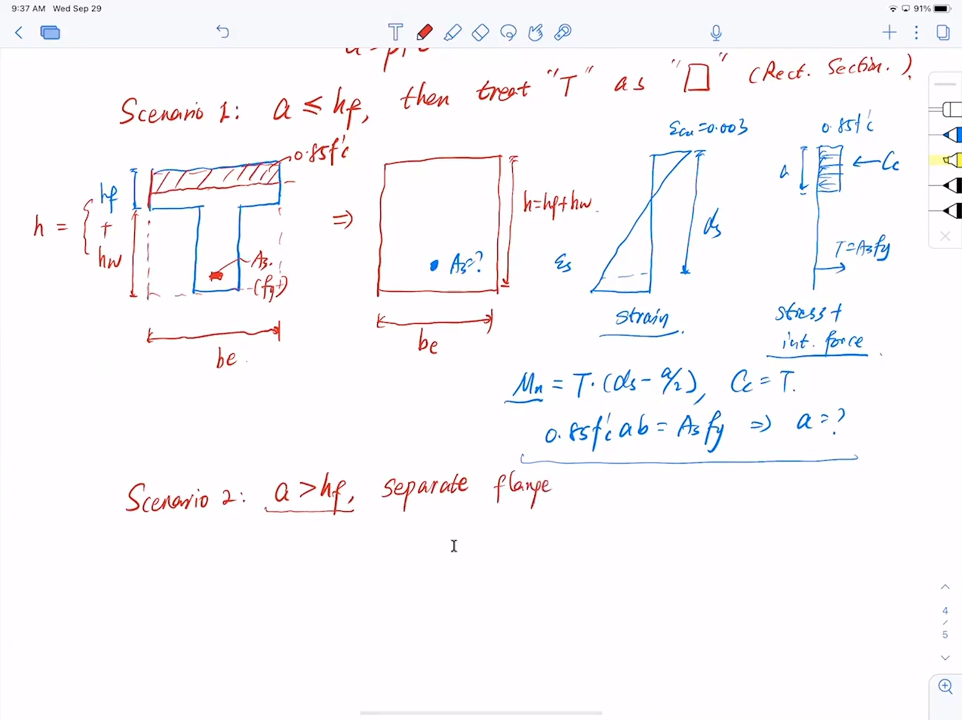 9:37 AM Wed Sep 29
91%
a = β1 c
Scenario 1: a ≤ hf, then treat "T" as "□" (Rect. Section.)
εcu = 0.003
0.85f'c
0.85f'c
a
Cc
hf
h = + 
hw
As.
(fy)
⇒
h = hf + hw
As = ?
ds
εs
T = Asfy
be
be
strain
stress +
int. force
Mn = T·(ds - a/2), Cc = T.
0.85f'c ab = Asfy ⇒ a = ?
Scenario 2: a > hf, separate flange
4
/
5